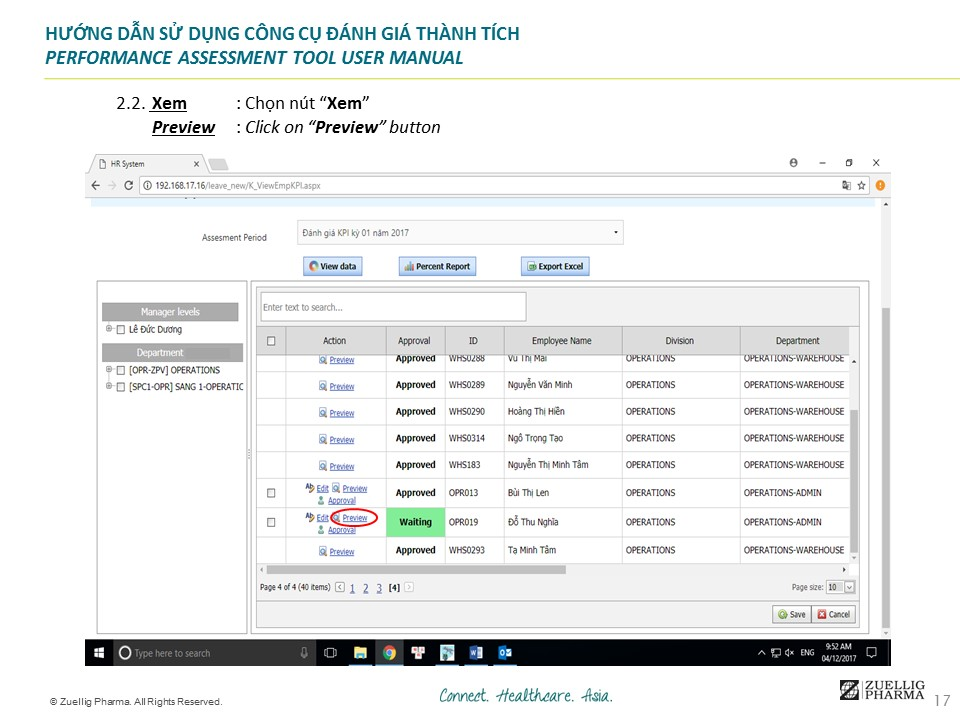 HƯỚNG DẪN SỬ DỤNG CÔNG CỤ ĐÁNH GIÁ THÀNH TÍCH
PERFORMANCE ASSESSMENT TOOL USER MANUAL
2.2. Xem : Chọn nút “Xem”
Preview : Click on “Preview” button
HR System
192.168.17.16/leave_new/K_ViewEmpKPI.aspx
Assesment Period Đánh giá KPI kỳ 01 năm 2017
View data Percent Report Export Excel
Manager levels
Lê Đức Dương
Department
[OPR-ZPV] OPERATIONS
[SPC1-OPR] SANG 1-OPERATIC
Enter text to search...
Action Approval ID Employee Name Division Department
Preview Approved WHS0288 Vũ Thị Mai OPERATIONS OPERATIONS-WAREHOUSE
Preview Approved WHS0289 Nguyễn Văn Minh OPERATIONS OPERATIONS-WAREHOUSE
Preview Approved WHS0290 Hoàng Thị Hiền OPERATIONS OPERATIONS-WAREHOUSE
Preview Approved WHS0314 Ngô Trọng Tạo OPERATIONS OPERATIONS-WAREHOUSE
Preview Approved WHS183 Nguyễn Thị Minh Tâm OPERATIONS OPERATIONS-WAREHOUSE
Edit Preview Approval Approved OPR013 Bùi Thị Len OPERATIONS OPERATIONS-ADMIN
Edit Preview Approval Waiting OPR019 Đỗ Thu Nghĩa OPERATIONS OPERATIONS-ADMIN
Preview Approved WHS0293 Tạ Minh Tâm OPERATIONS OPERATIONS-WAREHOUSE
Page 4 of 4 (40 items) 1 2 3 [4] Page size: 10
Save Cancel
Type here to search
ENG
9:52 AM
04/12/2017
© Zuellig Pharma. All Rights Reserved.
Connect. Healthcare. Asia.
ZUELLIG
PHARMA
17